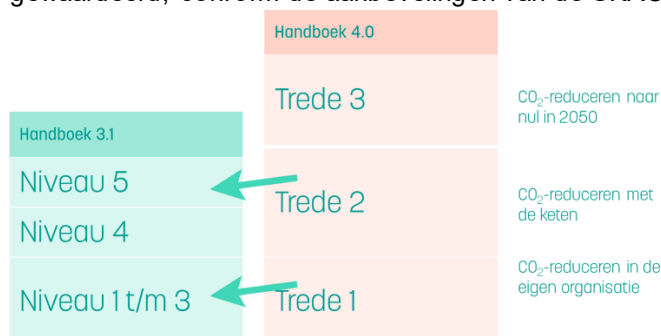 Handboek 4.0
Trede 3
CO₂-reduceren naar
nul in 2050
Handboek 3.1
Niveau 5
Trede 2
CO₂-reduceren met
de keten
Niveau 4
CO₂-reduceren in de
eigen organisatie
Niveau 1 t/m 3
Trede 1